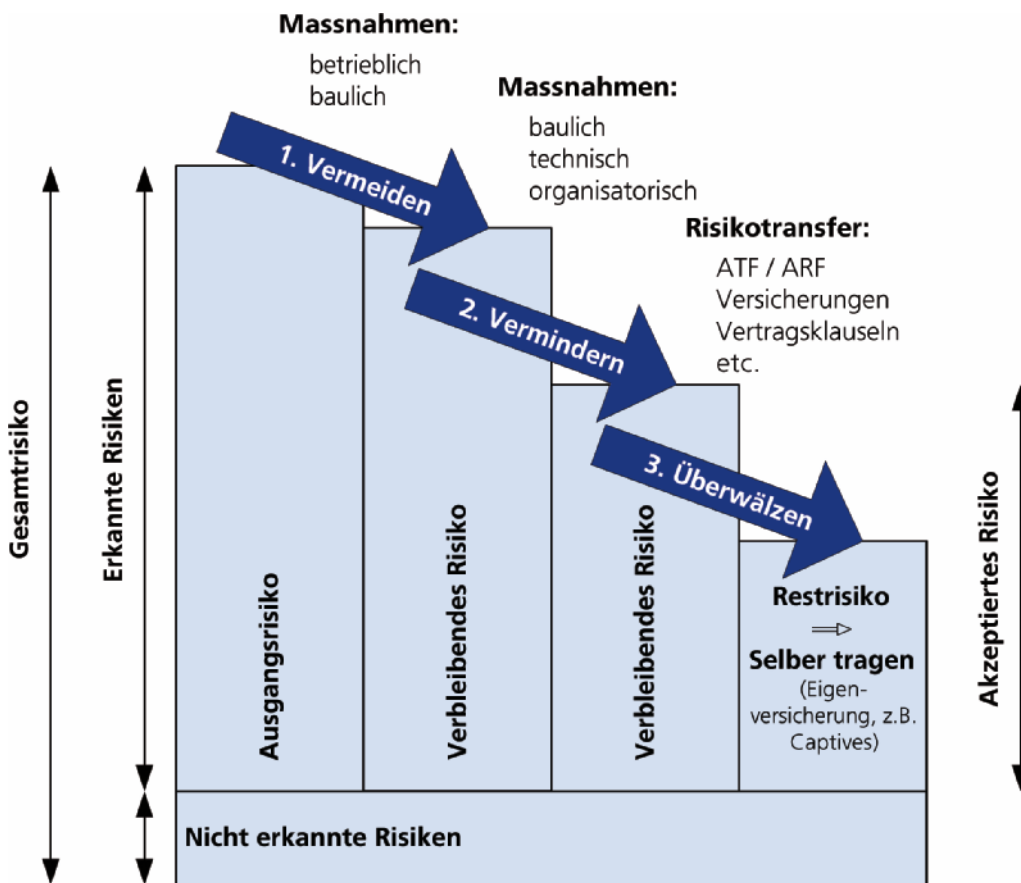 Massnahmen:
betrieblich
baulich
Massnahmen:
baulich
technisch
organisatorisch
Risikotransfer:
ATF / ARF
Versicherungen
Vertragsklauseln
etc.
1. Vermeiden
2. Vermindern
3. Überwälzen
Gesamtrisiko
Erkannte Risiken
Ausgangsrisiko
Verbleibendes Risiko
Verbleibendes Risiko
Restrisiko
⇨
Selber tragen
(Eigen-
versicherung, z.B.
Captives)
Akzeptiertes Risiko
Nicht erkannte Risiken